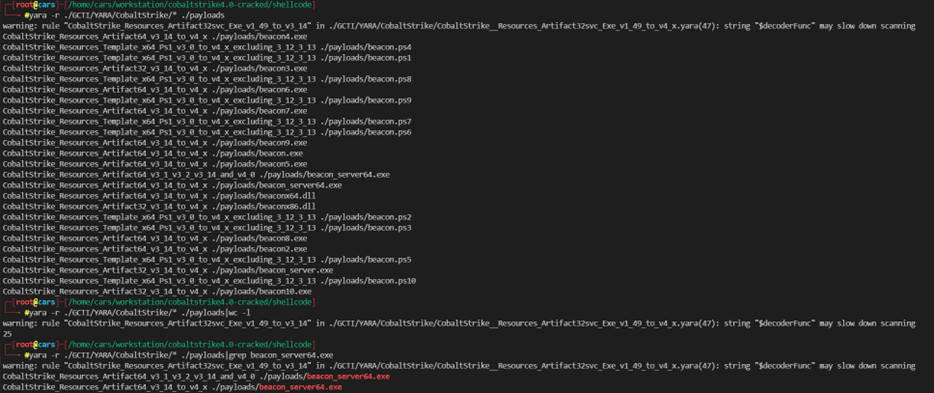 [root@cars]-[/home/cars/workstation/cobaltstrike4.0-cracked/shellcode]
#yara -r ./GCTI/YARA/CobaltStrike/* ./payloads
warning: rule "CobaltStrike_Resources_Artifact32svc_Exe_v1_49_to_v3_14" in ./GCTI/YARA/CobaltStrike/CobaltStrike__Resources_Artifact32svc_Exe_v1_49_to_v4_x.yara(47): string "$decoderFunc" may slow down scanning
CobaltStrike_Resources_Artifact64_v3_14_to_v4_x ./payloads/beacon4.exe
CobaltStrike_Resources_Template_x64_Ps1_v3_0_to_v4_x_excluding_3_12_3_13 ./payloads/beacon.ps4
CobaltStrike_Resources_Template_x64_Ps1_v3_0_to_v4_x_excluding_3_12_3_13 ./payloads/beacon.ps1
CobaltStrike_Resources_Artifact32_v3_14_to_v4_x ./payloads/beacon3.exe
CobaltStrike_Resources_Template_x64_Ps1_v3_0_to_v4_x_excluding_3_12_3_13 ./payloads/beacon.ps8
CobaltStrike_Resources_Artifact64_v3_14_to_v4_x ./payloads/beacon6.exe
CobaltStrike_Resources_Template_x64_Ps1_v3_0_to_v4_x_excluding_3_12_3_13 ./payloads/beacon.ps9
CobaltStrike_Resources_Artifact64_v3_14_to_v4_x ./payloads/beacon7.exe
CobaltStrike_Resources_Template_x64_Ps1_v3_0_to_v4_x_excluding_3_12_3_13 ./payloads/beacon.ps7
CobaltStrike_Resources_Template_x64_Ps1_v3_0_to_v4_x_excluding_3_12_3_13 ./payloads/beacon.ps6
CobaltStrike_Resources_Artifact64_v3_14_to_v4_x ./payloads/beacon9.exe
CobaltStrike_Resources_Artifact64_v3_14_to_v4_x ./payloads/beacon.exe
CobaltStrike_Resources_Artifact64_v3_14_to_v4_x ./payloads/beacon5.exe
CobaltStrike_Resources_Artifact64_v3_1_v3_2_v3_14_and_v4_0 ./payloads/beacon_server64.exe
CobaltStrike_Resources_Artifact64_v3_14_to_v4_x ./payloads/beacon_server64.exe
CobaltStrike_Resources_Artifact64_v3_14_to_v4_x ./payloads/beaconx64.dll
CobaltStrike_Resources_Artifact32_v3_14_to_v4_x ./payloads/beaconx86.dll
CobaltStrike_Resources_Template_x64_Ps1_v3_0_to_v4_x_excluding_3_12_3_13 ./payloads/beacon.ps2
CobaltStrike_Resources_Template_x64_Ps1_v3_0_to_v4_x_excluding_3_12_3_13 ./payloads/beacon.ps3
CobaltStrike_Resources_Artifact64_v3_14_to_v4_x ./payloads/beacon8.exe
CobaltStrike_Resources_Artifact64_v3_14_to_v4_x ./payloads/beacon2.exe
CobaltStrike_Resources_Template_x64_Ps1_v3_0_to_v4_x_excluding_3_12_3_13 ./payloads/beacon.ps5
CobaltStrike_Resources_Artifact32_v3_14_to_v4_x ./payloads/beacon_server.exe
CobaltStrike_Resources_Template_x64_Ps1_v3_0_to_v4_x_excluding_3_12_3_13 ./payloads/beacon.ps10
CobaltStrike_Resources_Artifact64_v3_14_to_v4_x ./payloads/beacon10.exe
[root@cars]-[/home/cars/workstation/cobaltstrike4.0-cracked/shellcode]
#yara -r ./GCTI/YARA/CobaltStrike/* ./payloads|wc -l
warning: rule "CobaltStrike_Resources_Artifact32svc_Exe_v1_49_to_v3_14" in ./GCTI/YARA/CobaltStrike/CobaltStrike__Resources_Artifact32svc_Exe_v1_49_to_v4_x.yara(47): string "$decoderFunc" may slow down scanning
25
[root@cars]-[/home/cars/workstation/cobaltstrike4.0-cracked/shellcode]
#yara -r ./GCTI/YARA/CobaltStrike/* ./payloads|grep beacon_server64.exe
warning: rule "CobaltStrike_Resources_Artifact32svc_Exe_v1_49_to_v3_14" in ./GCTI/YARA/CobaltStrike/CobaltStrike__Resources_Artifact32svc_Exe_v1_49_to_v4_x.yara(47): string "$decoderFunc" may slow down scanning
CobaltStrike_Resources_Artifact64_v3_1_v3_2_v3_14_and_v4_0 ./payloads/beacon_server64.exe
CobaltStrike_Resources_Artifact64_v3_14_to_v4_x ./payloads/beacon_server64.exe